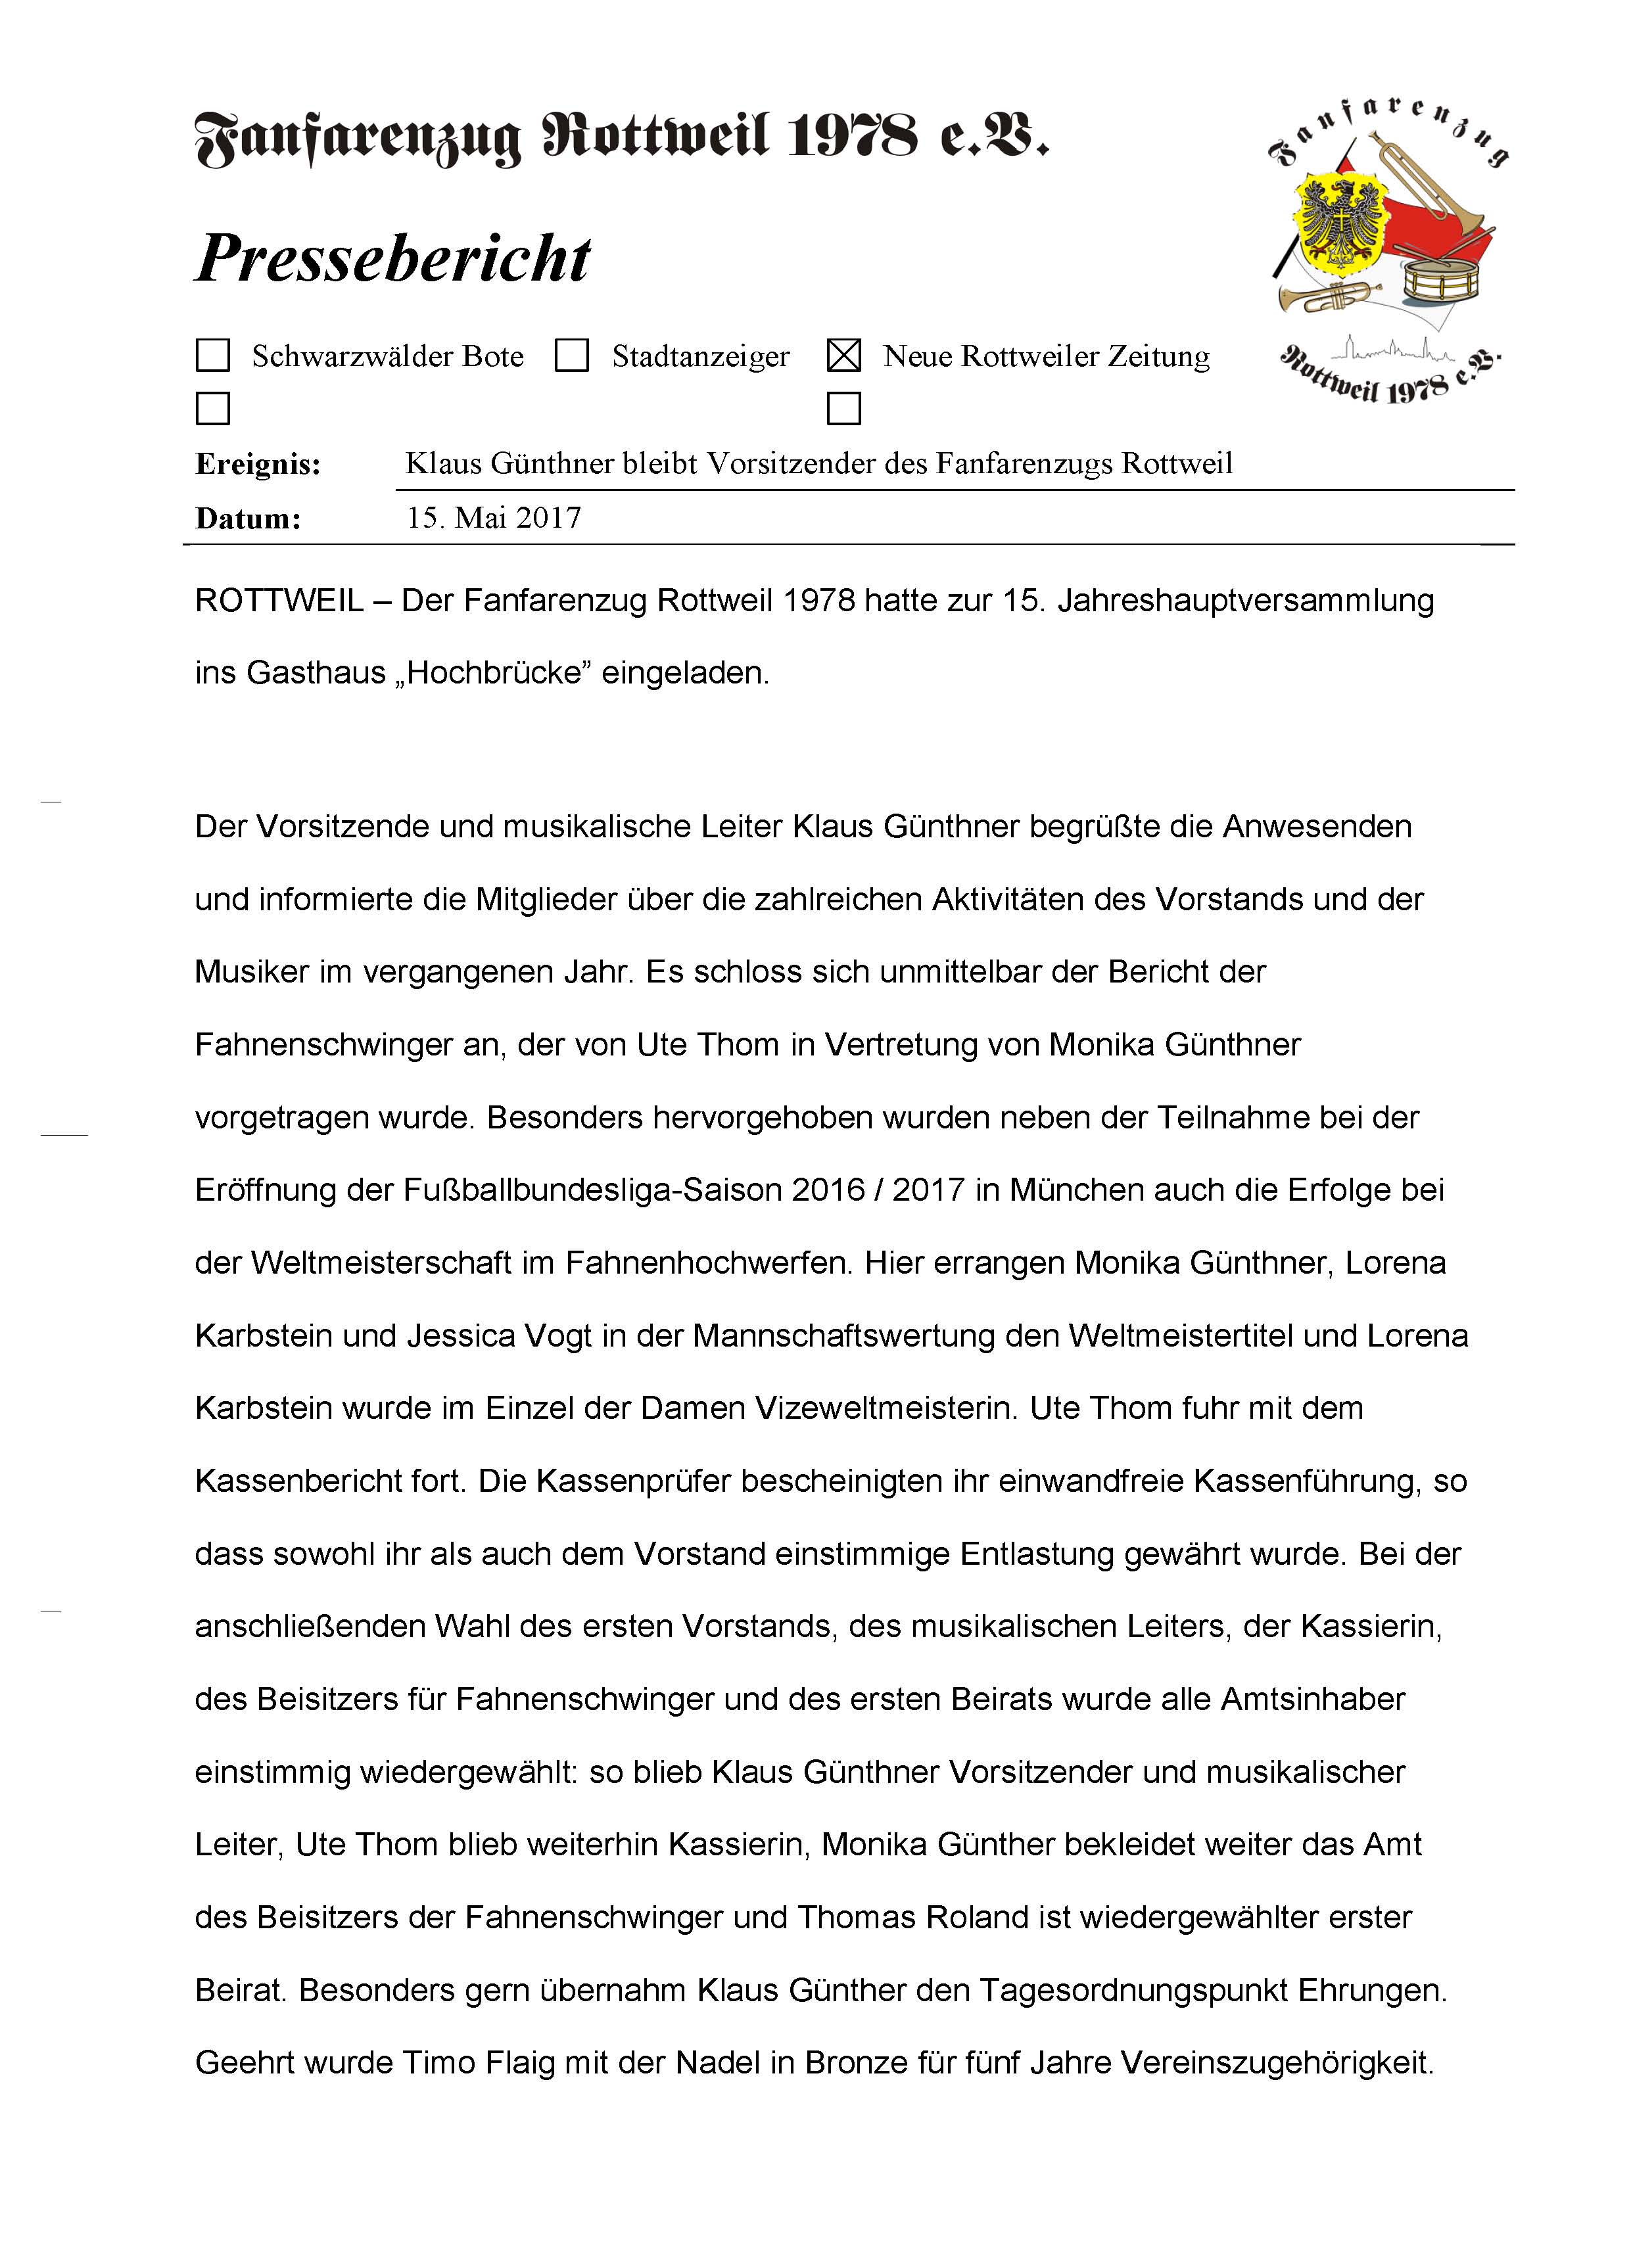 Fanfarenzug Rottweil 1978 e.V.
Fanfarenzug
Rottweil 1978 e.V.
Pressebericht
Schwarzwälder Bote Stadtanzeiger Neue Rottweiler Zeitung
Ereignis: Klaus Günthner bleibt Vorsitzender des Fanfarenzugs Rottweil
Datum: 15. Mai 2017
ROTTWEIL – Der Fanfarenzug Rottweil 1978 hatte zur 15. Jahreshauptversammlung
ins Gasthaus „Hochbrücke” eingeladen.
Der Vorsitzende und musikalische Leiter Klaus Günthner begrüßte die Anwesenden
und informierte die Mitglieder über die zahlreichen Aktivitäten des Vorstands und der
Musiker im vergangenen Jahr. Es schloss sich unmittelbar der Bericht der
Fahnenschwinger an, der von Ute Thom in Vertretung von Monika Günthner
vorgetragen wurde. Besonders hervorgehoben wurden neben der Teilnahme bei der
Eröffnung der Fußballbundesliga-Saison 2016 / 2017 in München auch die Erfolge bei
der Weltmeisterschaft im Fahnenhochwerfen. Hier errangen Monika Günthner, Lorena
Karbstein und Jessica Vogt in der Mannschaftswertung den Weltmeistertitel und Lorena
Karbstein wurde im Einzel der Damen Vizeweltmeisterin. Ute Thom fuhr mit dem
Kassenbericht fort. Die Kassenprüfer bescheinigten ihr einwandfreie Kassenführung, so
dass sowohl ihr als auch dem Vorstand einstimmige Entlastung gewährt wurde. Bei der
anschließenden Wahl des ersten Vorstands, des musikalischen Leiters, der Kassierin,
des Beisitzers für Fahnenschwinger und des ersten Beirats wurde alle Amtsinhaber
einstimmig wiedergewählt: so blieb Klaus Günthner Vorsitzender und musikalischer
Leiter, Ute Thom blieb weiterhin Kassierin, Monika Günther bekleidet weiter das Amt
des Beisitzers der Fahnenschwinger und Thomas Roland ist wiedergewählter erster
Beirat. Besonders gern übernahm Klaus Günther den Tagesordnungspunkt Ehrungen.
Geehrt wurde Timo Flaig mit der Nadel in Bronze für fünf Jahre Vereinszugehörigkeit.